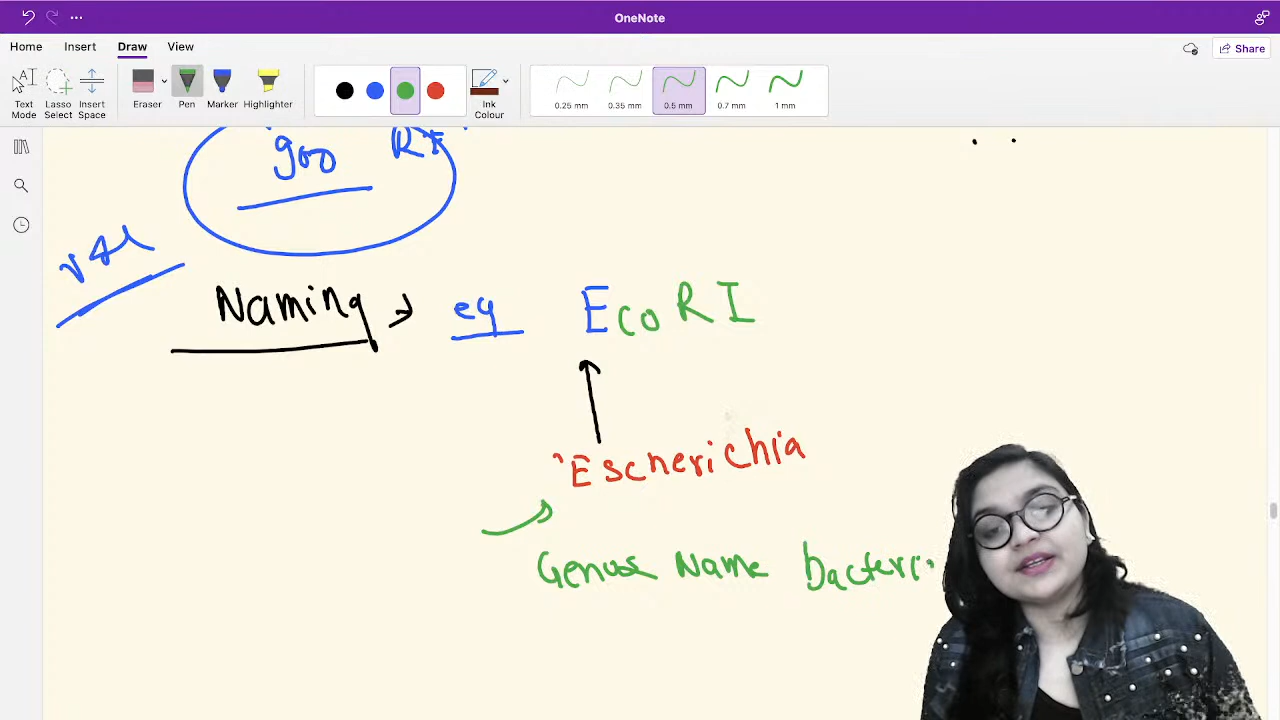 OneNote
Home Insert Draw View
Share
Text Mode
Lasso Select
Insert Space
Eraser
Pen
Marker
Highlighter
Ink Colour
0.25 mm 0.35 mm 0.5 mm 0.7 mm 1 mm
900
Naming → eg EcoRI
Escherichia
Genus Name bacteri